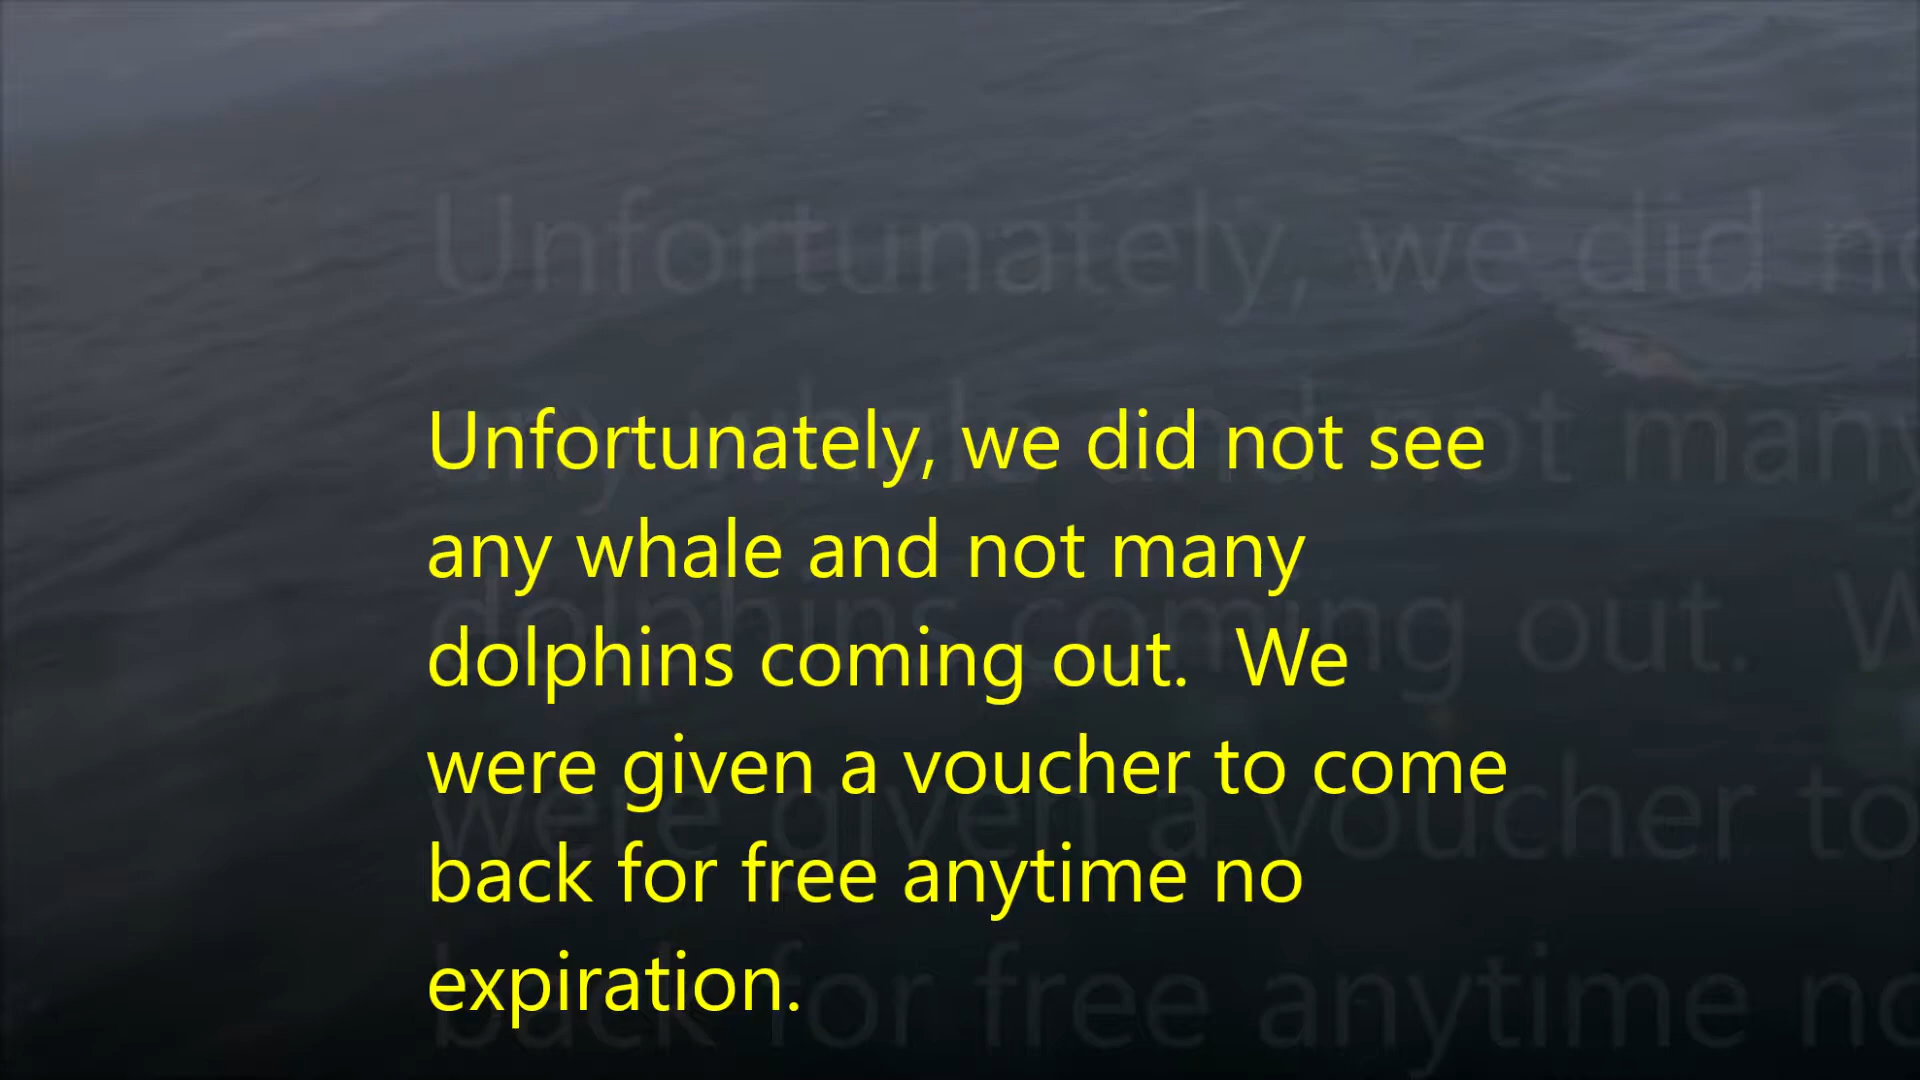 Unfortunately, we did not see
any whale and not many
dolphins coming out.  We
were given a voucher to come
back for free anytime no
expiration.